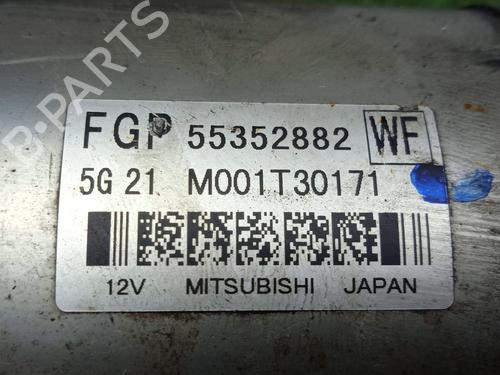 B-PARTS
FGP 55352882 WF
5G 21 M001T30171
12V MITSUBISHI JAPAN